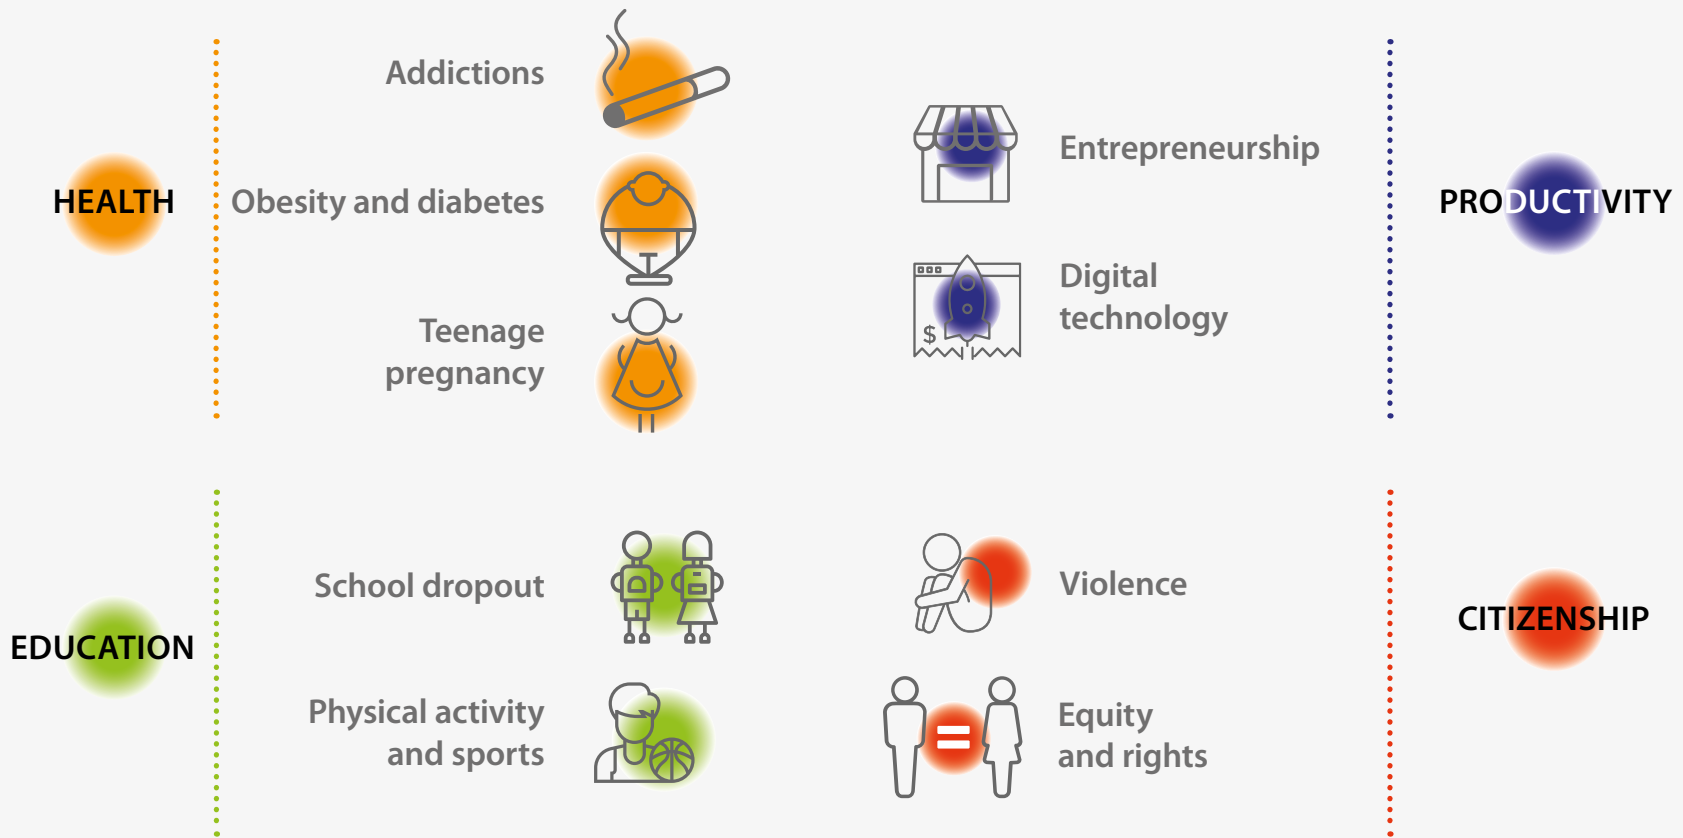 HEALTH
Addictions
Obesity and diabetes
Teenage
pregnancy
Entrepreneurship
Digital
technology
$
PRODUCTIVITY
EDUCATION
School dropout
Physical activity
and sports
Violence
=
Equity
and rights
CITIZENSHIP